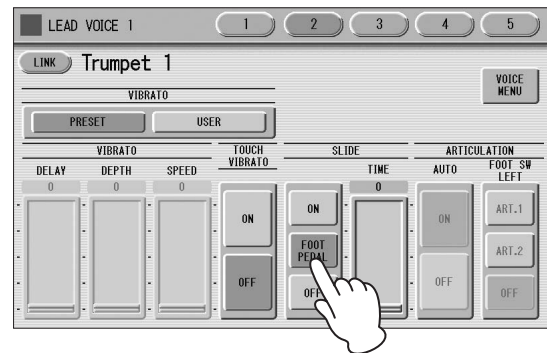 LEAD VOICE 1 1 2 3 4 5
LINK Trumpet 1
VOICE
MENU
VIBRATO
PRESET USER
VIBRATO TOUCH VIBRATO SLIDE ARTICULATION
DELAY DEPTH SPEED TIME AUTO FOOT SW LEFT
0 0 0 0
ON ON ON ART.1
FOOT
PEDAL ART.2
OFF OFF OFF OFF